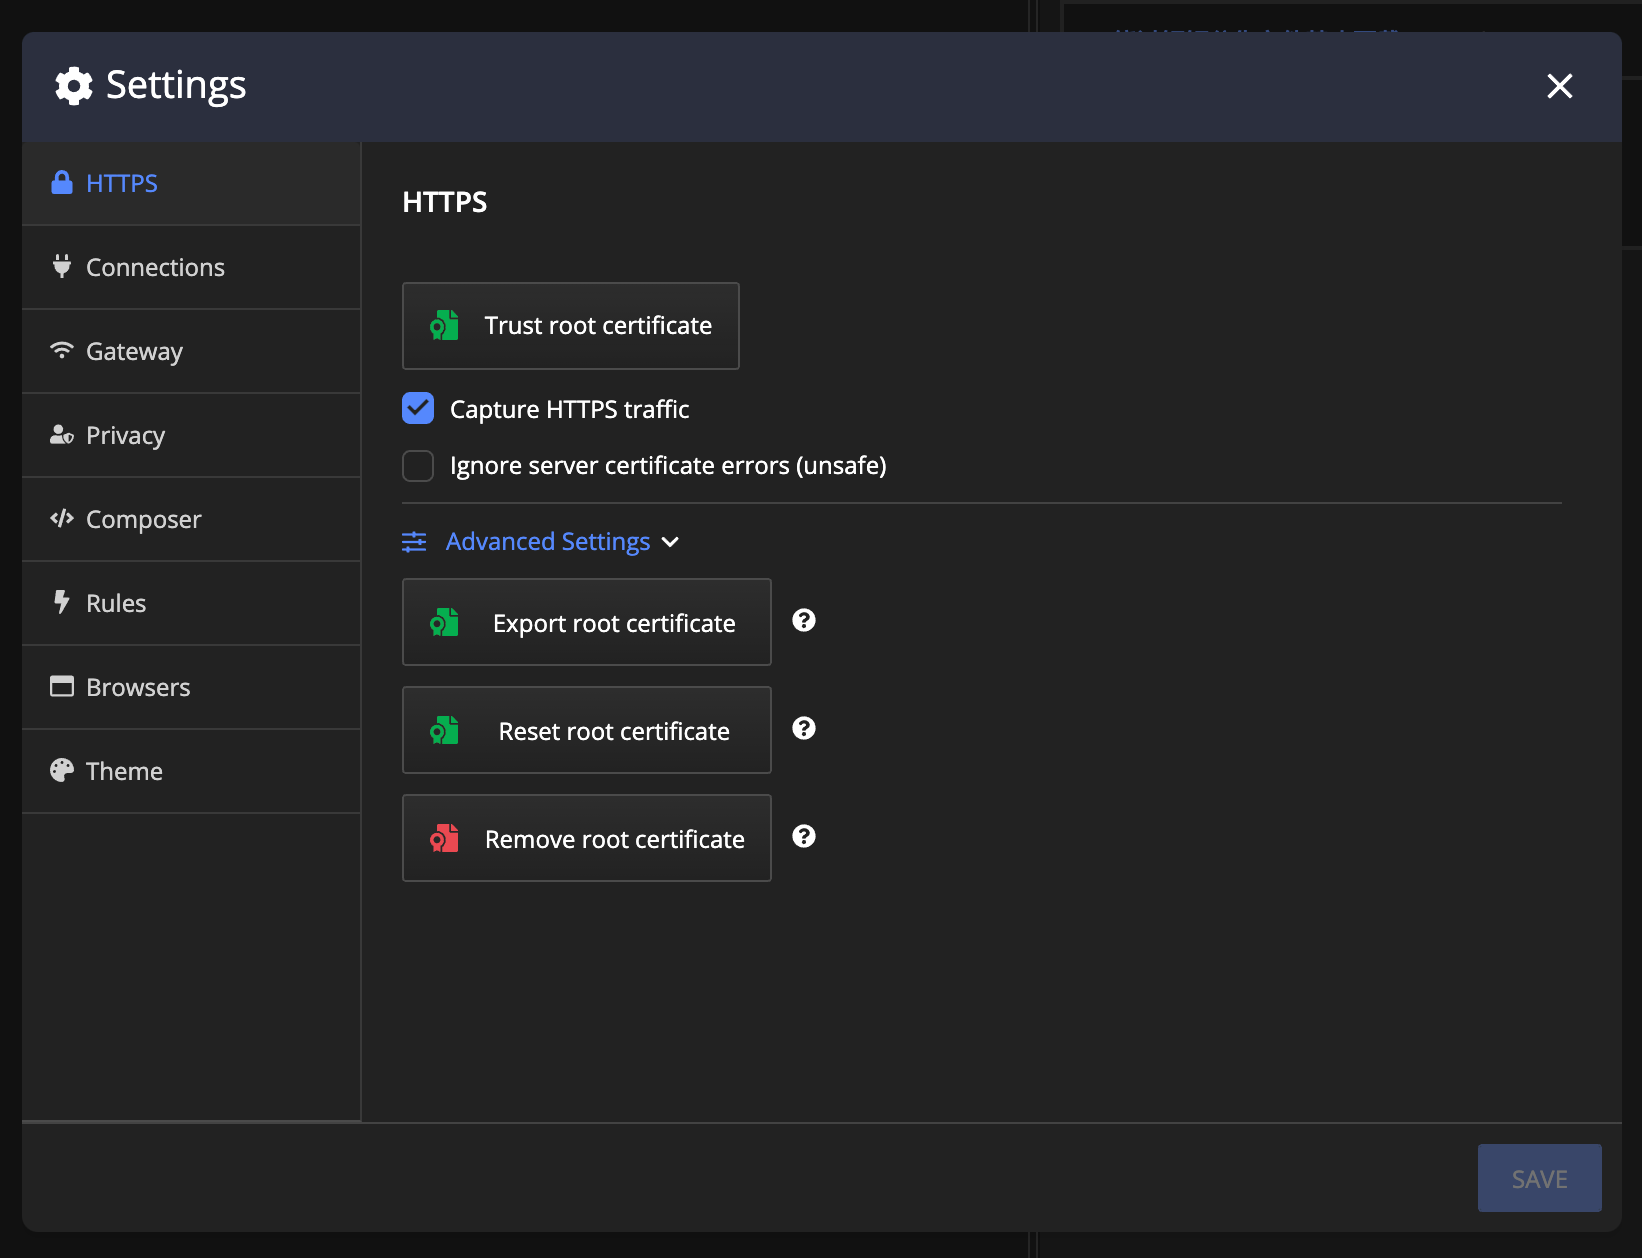 Settings
HTTPS
Connections
Gateway
Privacy
Composer
Rules
Browsers
Theme
HTTPS
Trust root certificate
Capture HTTPS traffic
Ignore server certificate errors (unsafe)
Advanced Settings
Export root certificate
Reset root certificate
Remove root certificate
SAVE